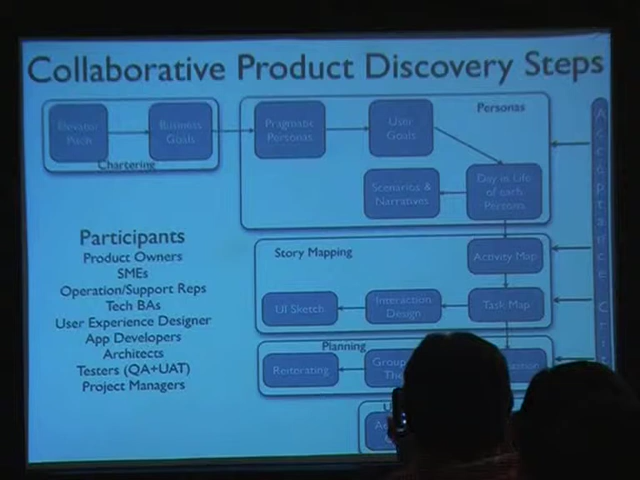 Collaborative Product Discovery Steps
Elevator
Pitch
Business
Goals
Chartering
Pragmatic
Personas
User
Goals
Personas
Scenarios &
Narratives
Day in Life
of each
Persona
Story Mapping
Activity Map
UI Sketch
Interaction
Design
Task Map
Planning
Group
Participants
Product Owners
SMEs
Operation/Support Reps
Tech BAs
User Experience Designer
App Developers
Architects
Testers (QA+UAT)
Project Managers
Acceptance